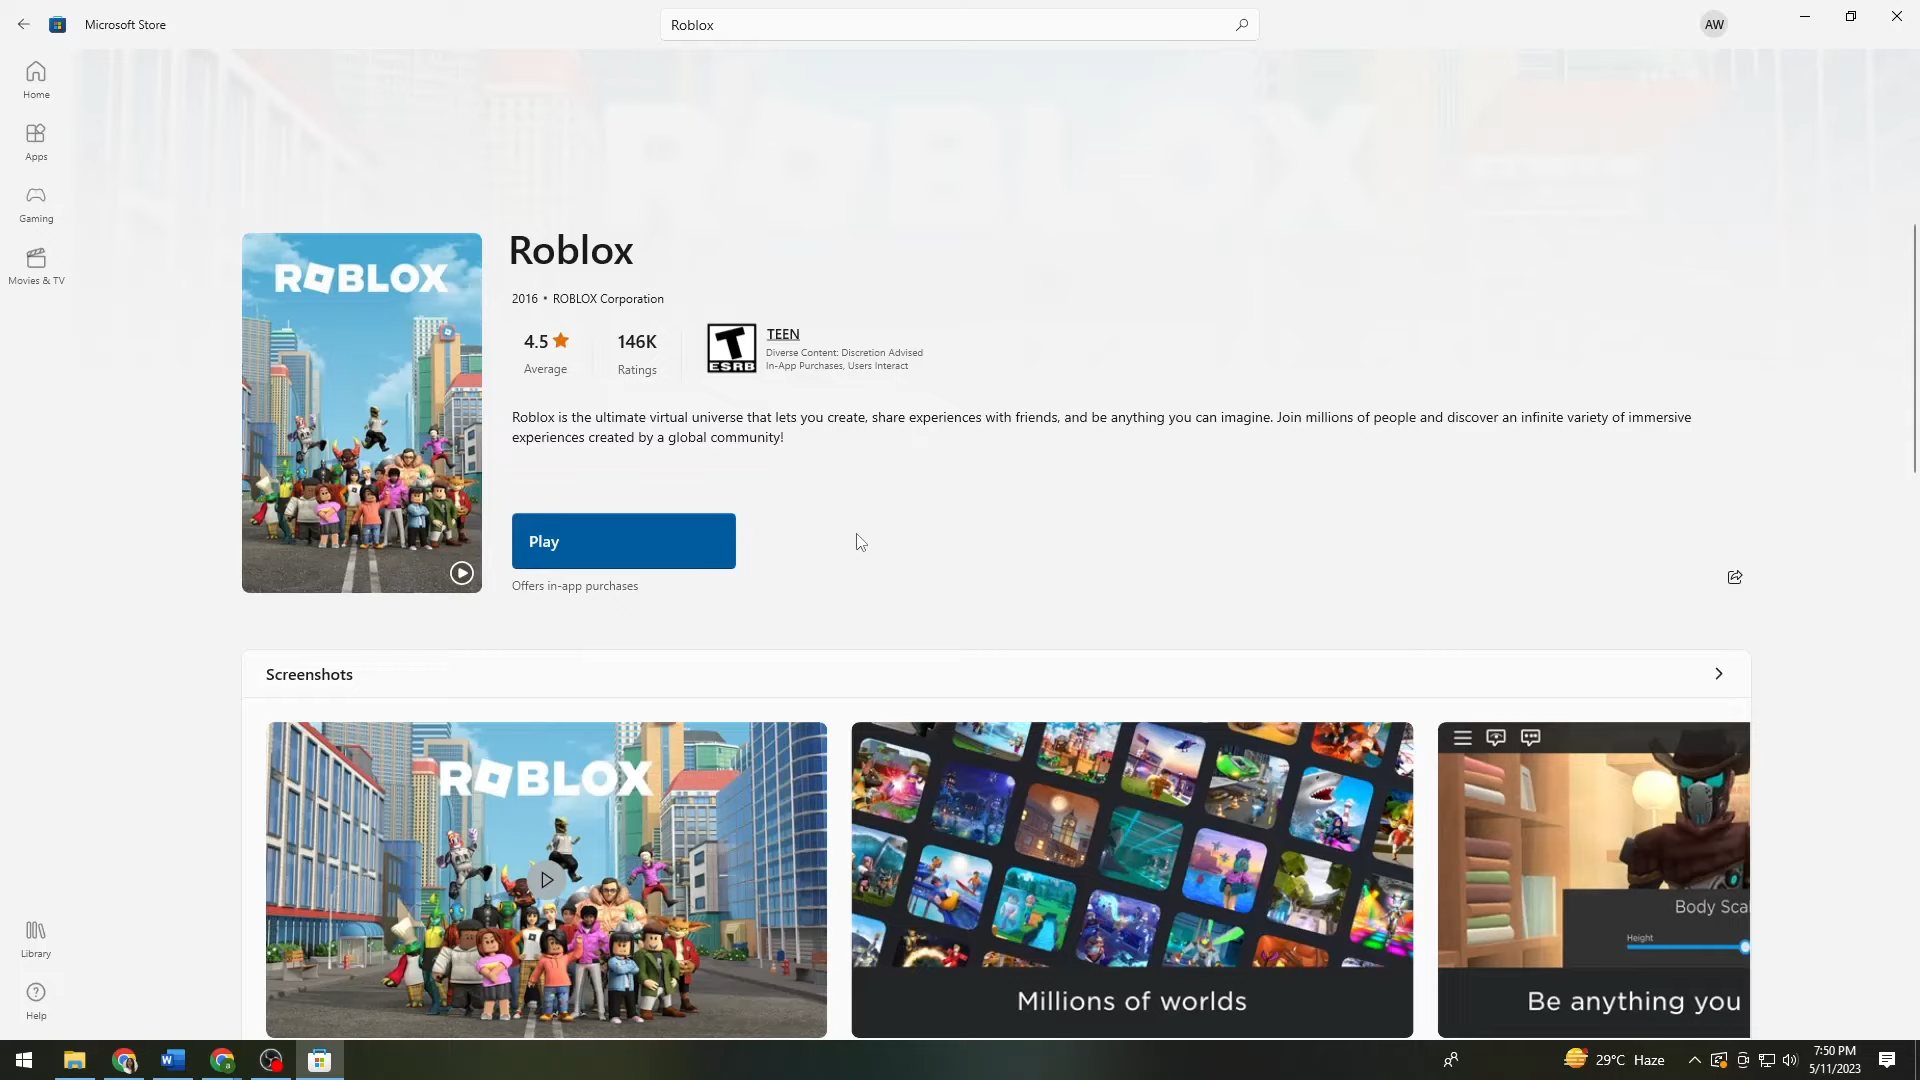 Microsoft Store
Roblox
AW
Home
Apps
Gaming
Movies & TV
Library
Help
ROBLOX
Roblox
2016 • ROBLOX Corporation
4.5
Average
146K
Ratings
T
ESRB
TEEN
Diverse Content: Discretion Advised
In-App Purchases, Users Interact
Roblox is the ultimate virtual universe that lets you create, share experiences with friends, and be anything you can imagine. Join millions of people and discover an infinite variety of immersive
experiences created by a global community!
Play
Offers in-app purchases
Screenshots
ROBLOX
Millions of worlds
Body Sca
Height
Be anything you
29°C Haze
7:50 PM
5/11/2023